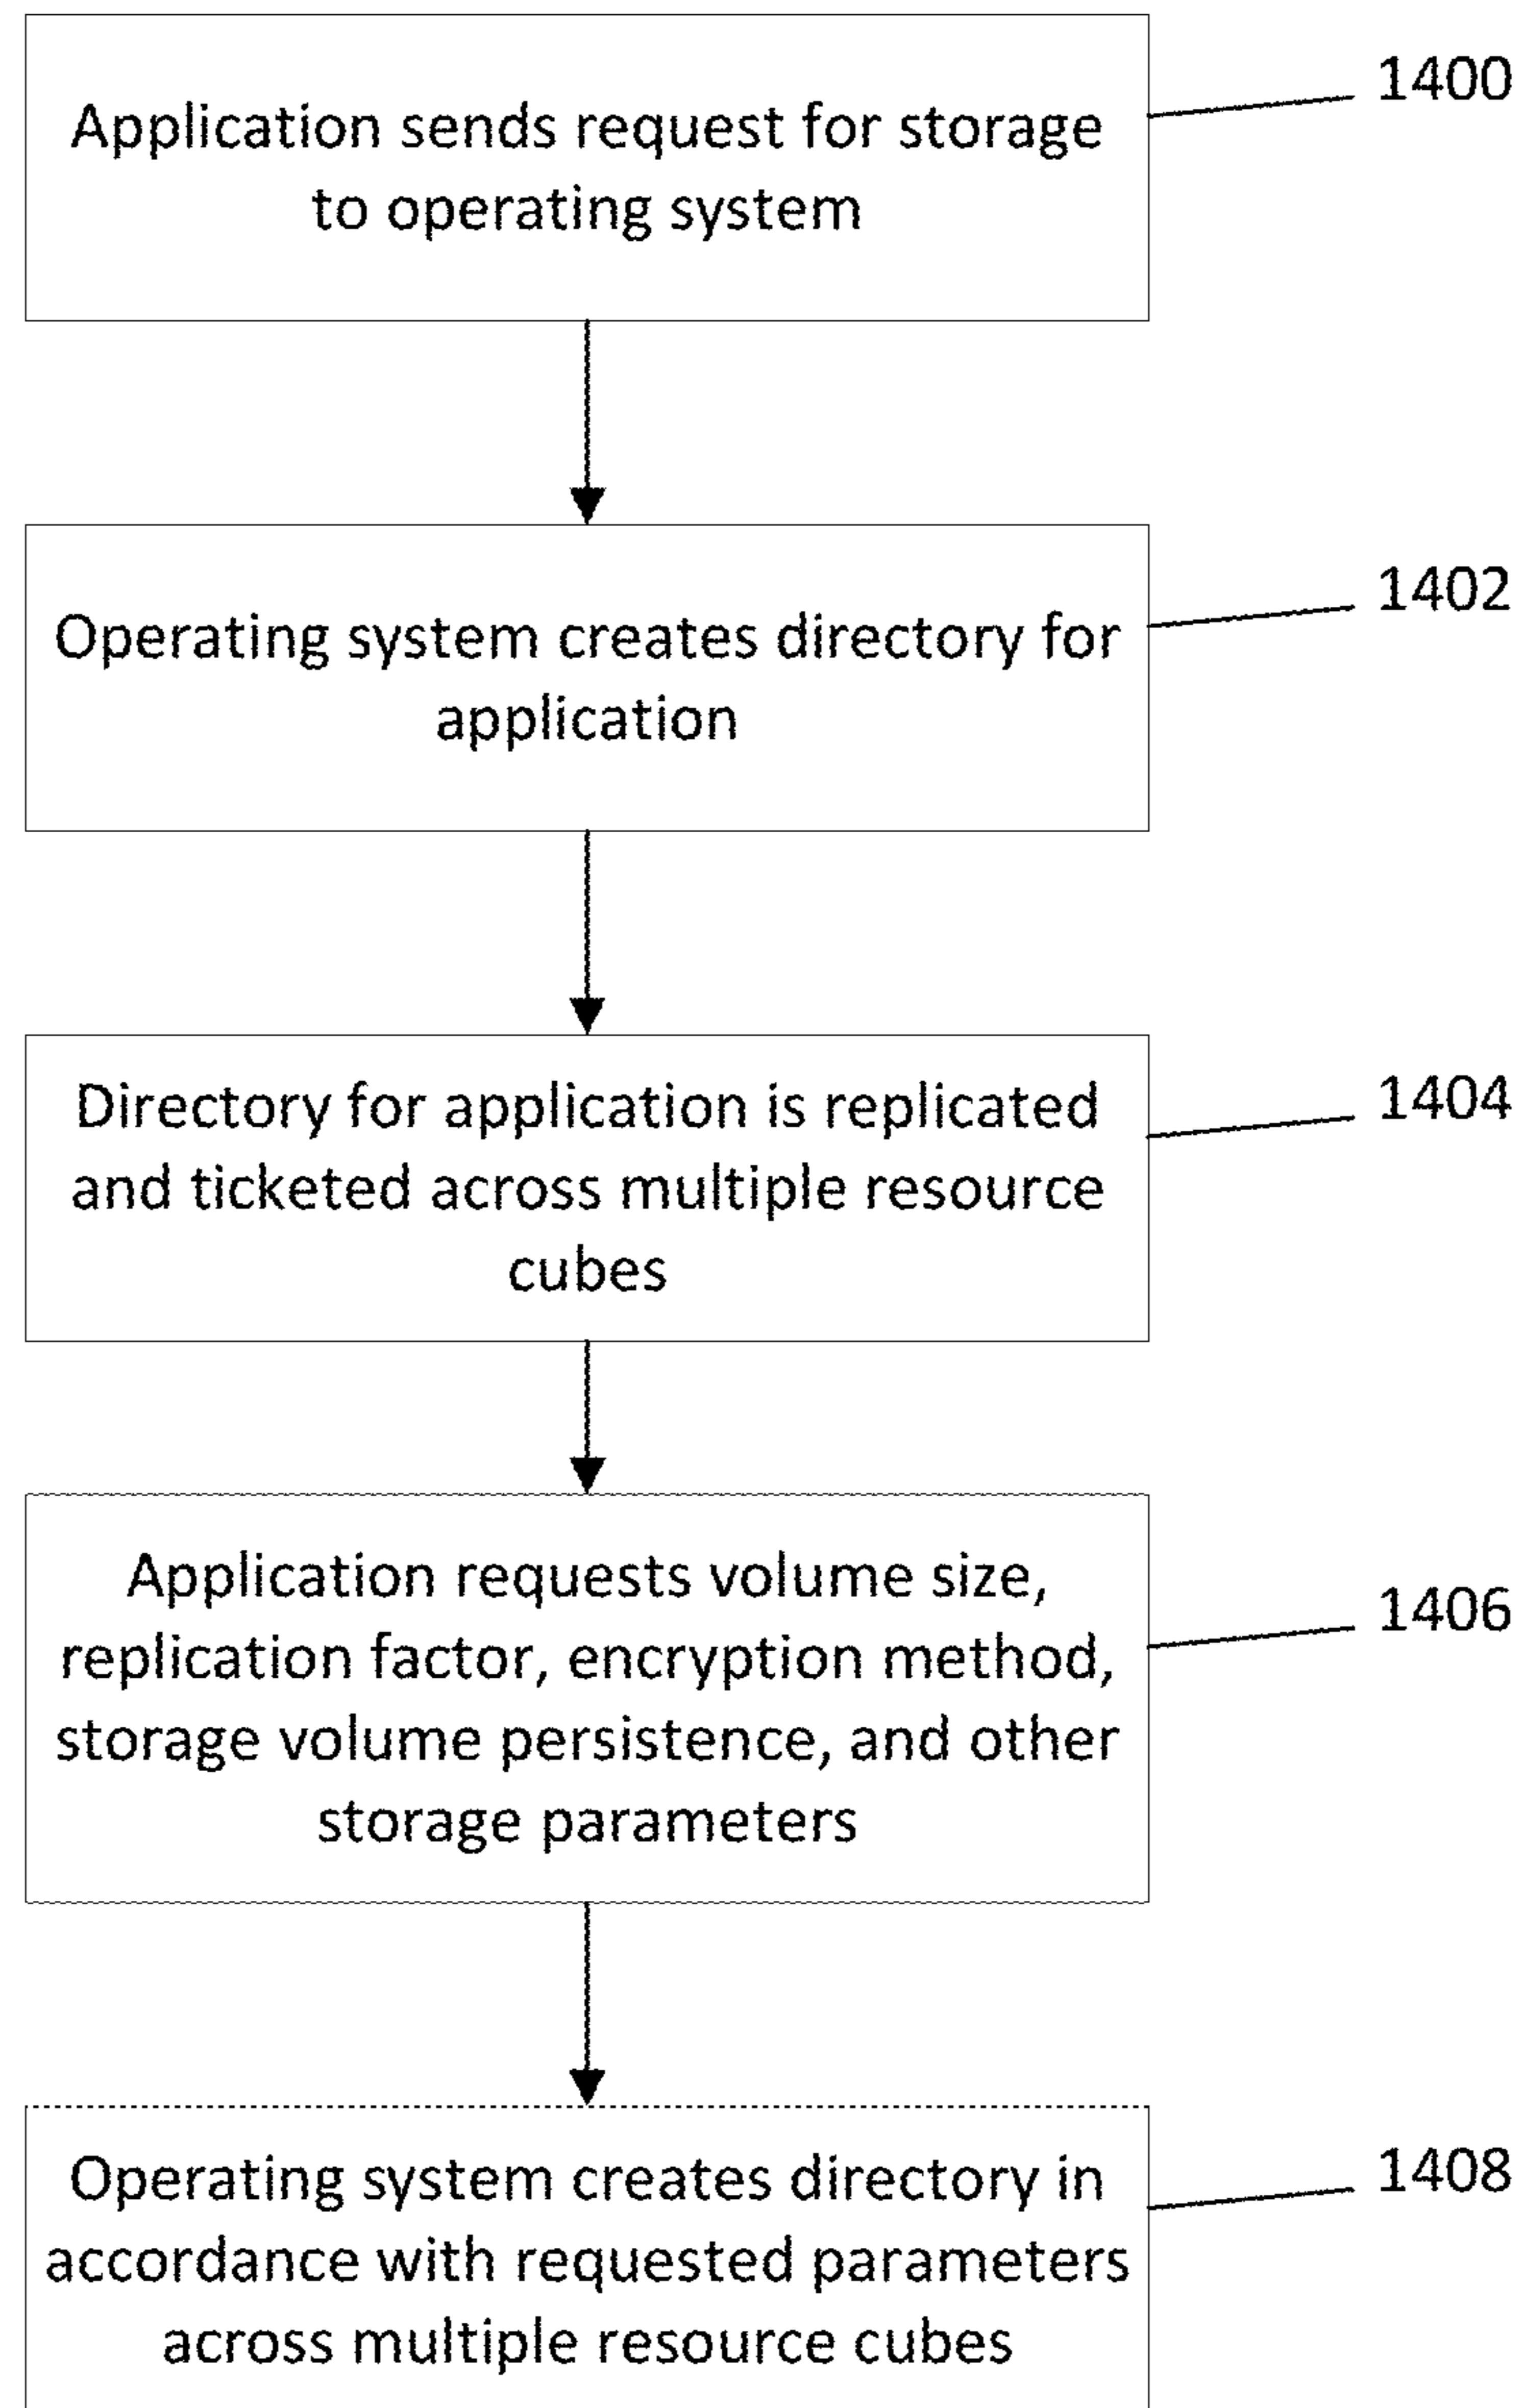 Application sends request for storage
to operating system
1400
Operating system creates directory for
application
1402
Directory for application is replicated
and ticketed across multiple resource
cubes
1404
Application requests volume size,
replication factor, encryption method,
storage volume persistence, and other
storage parameters
1406
Operating system creates directory in
accordance with requested parameters
across multiple resource cubes
1408